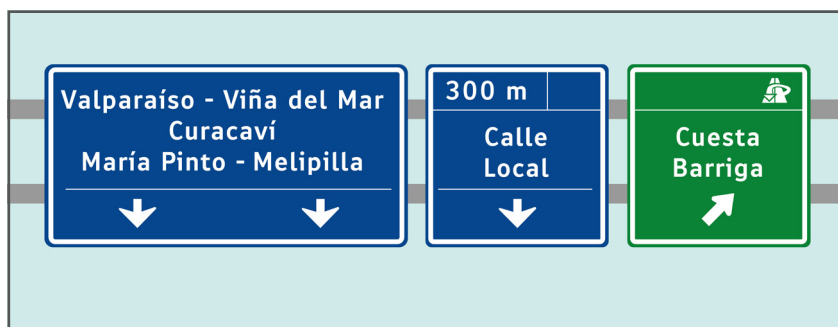 Valparaíso - Viña del Mar
Curacaví
María Pinto - Melipilla
300 m
Calle
Local
Cuesta
Barriga